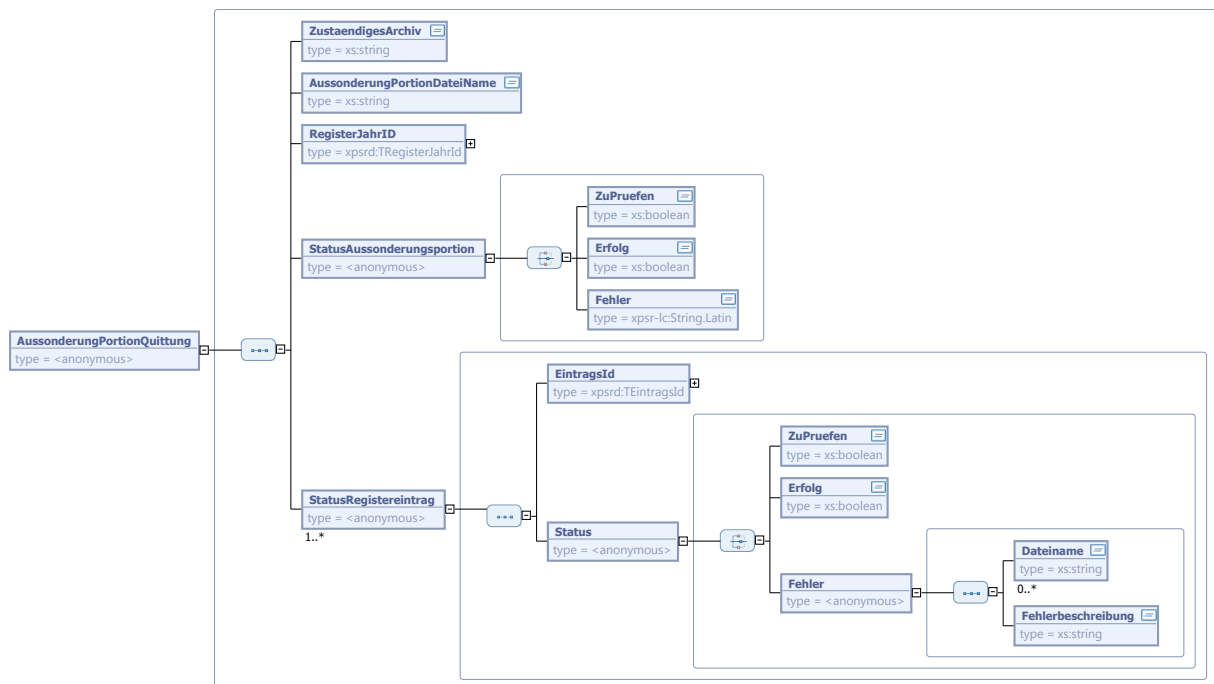 ZustaendigesArchiv
type = xs:string
AussonderungPortionDateiName
type = xs:string
RegisterJahrID
type = xpsrd:TRegisterJahrId
ZuPruefen
type = xs:boolean
StatusAussonderungsportion
type = <anonymous>
Erfolg
type = xs:boolean
Fehler
type = xpsr-lc:String.Latin
AussonderungPortionQuittung
type = <anonymous>
EintragsId
type = xpsrd:TEintragsId
ZuPruefen
type = xs:boolean
Erfolg
type = xs:boolean
StatusRegistereintrag
type = <anonymous>
1..*
Status
type = <anonymous>
Dateiname
type = xs:string
0..*
Fehler
type = <anonymous>
Fehlerbeschreibung
type = xs:string